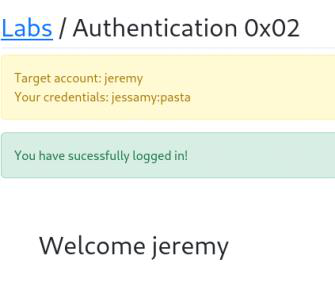 Labs / Authentication 0x02
Target account: jeremy
Your credentials: jessamy:pasta
You have sucessfully logged in!
Welcome jeremy